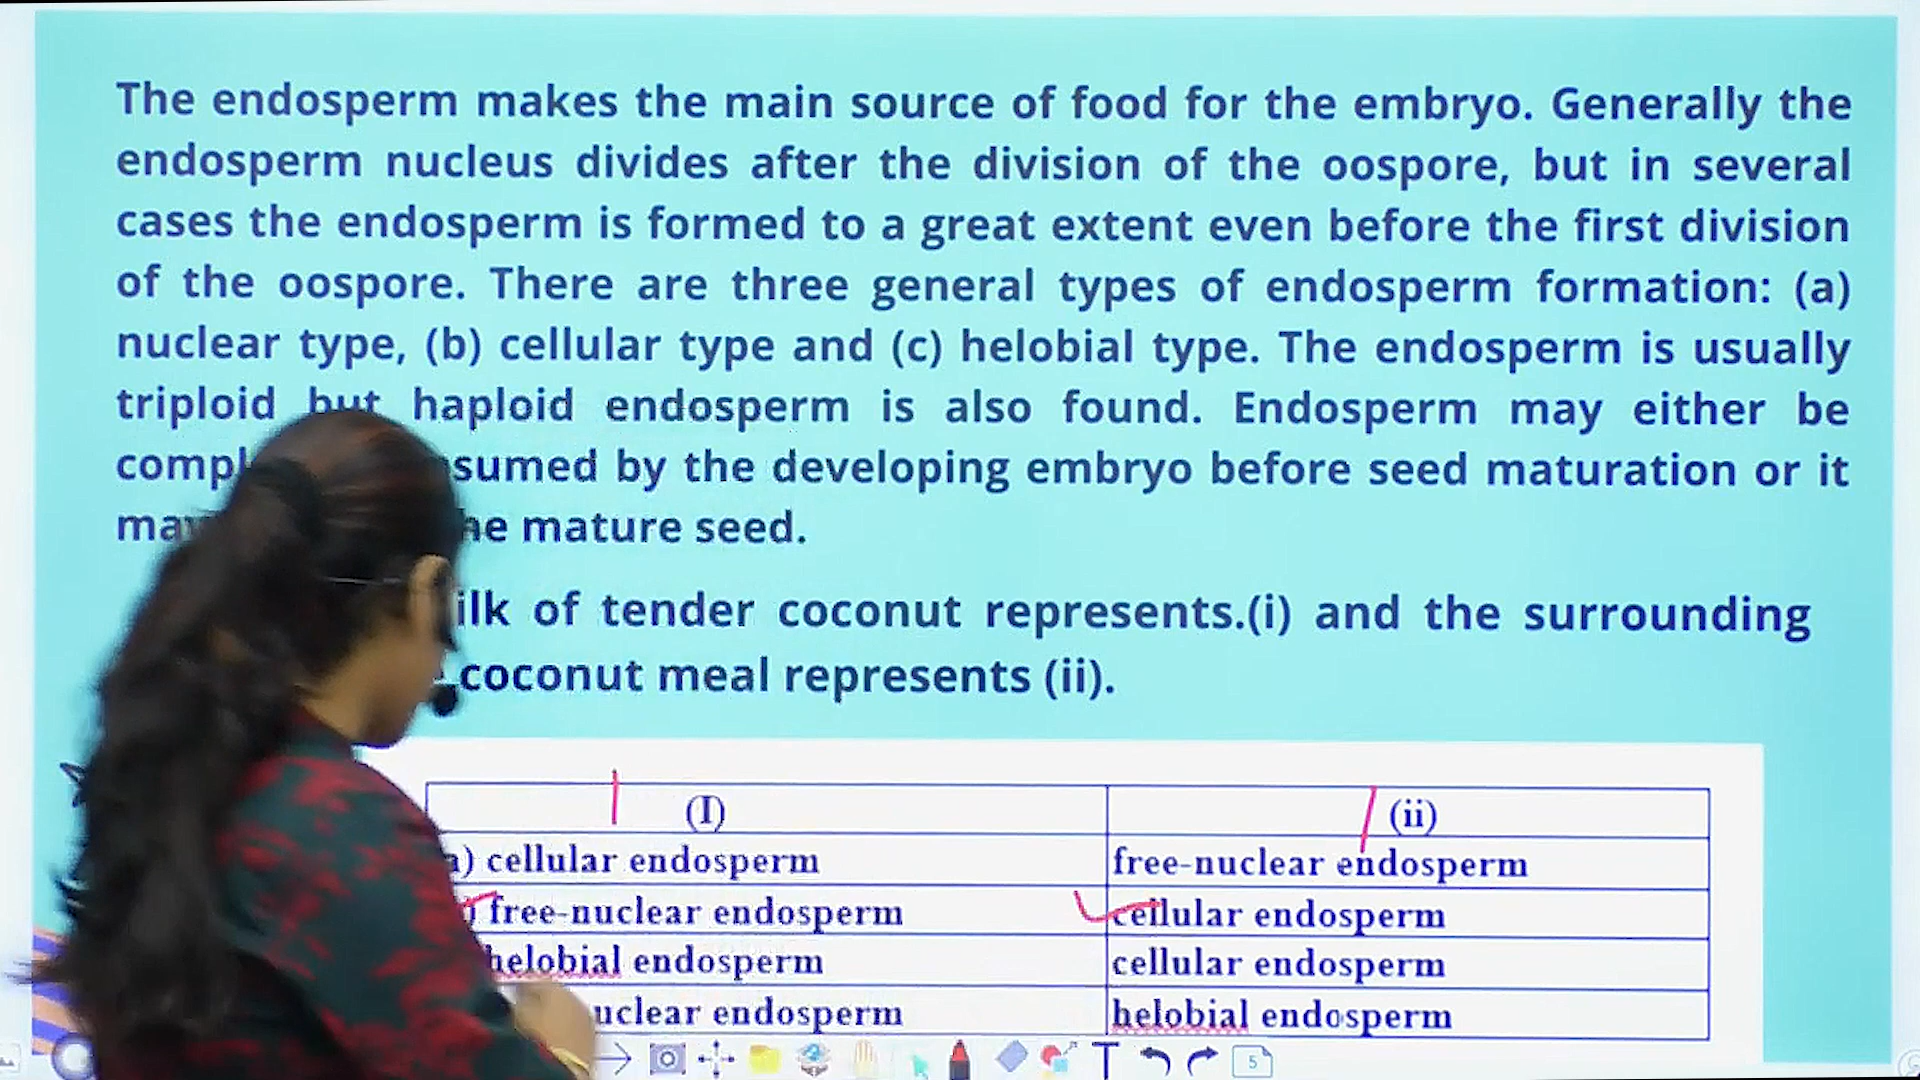 The endosperm makes the main source of food for the embryo. Generally the
endosperm nucleus divides after the division of the oospore, but in several
cases the endosperm is formed to a great extent even before the first division
of the oospore. There are three general types of endosperm formation: (a)
nuclear type, (b) cellular type and (c) helobial type. The endosperm is usually
triploid but haploid endosperm is also found. Endosperm may either be
by the developing embryo before seed maturation or it
mature seed.
of tender coconut represents.(i) and the surrounding
coconut meal represents (ii).
(I) (ii)
a) cellular endosperm free-nuclear endosperm
free-nuclear endosperm cellular endosperm
helobial endosperm cellular endosperm
endosperm helobial endosperm
T 5